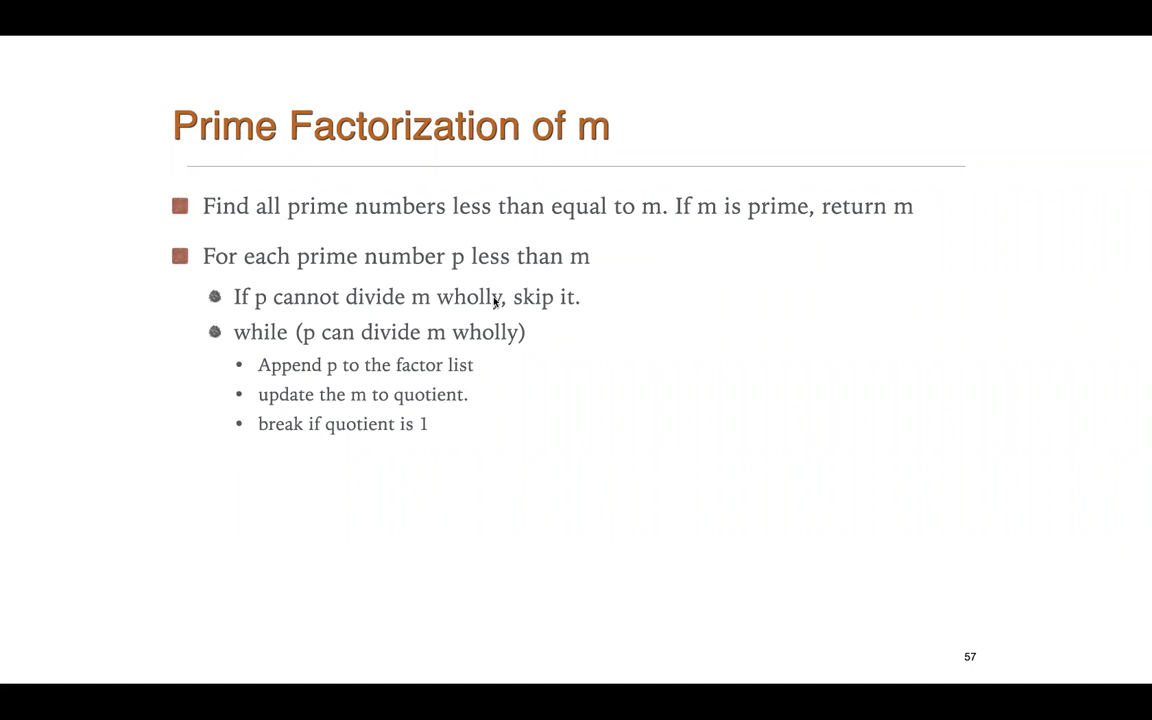 Prime Factorization of m
Find all prime numbers less than equal to m. If m is prime, return m
For each prime number p less than m
If p cannot divide m wholly, skip it.
while (p can divide m wholly)
Append p to the factor list
update the m to quotient.
break if quotient is 1
57